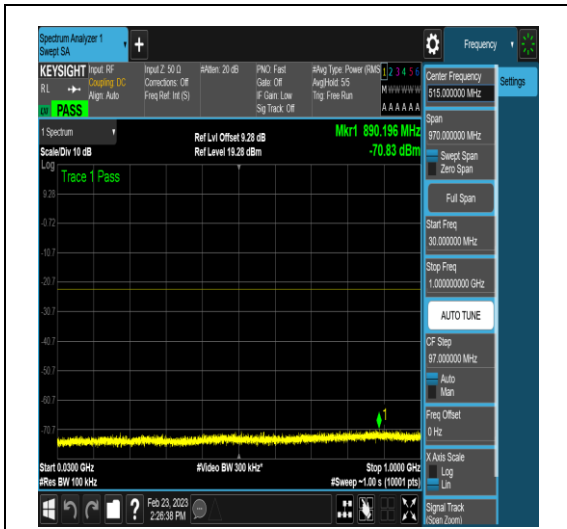 Spectrum Analyzer 1
Swept SA
+
Frequency
KEYSIGHT
RL
PASS
Input: RF
Coupling: DC
Align: Auto
Input Z: 50 Ω
Corrections: Off
Freq Ref: Int (S)
#Atten: 20 dB
PNO: Fast
Gate: Off
IF Gain: Low
Sig Track: Off
#Avg Type: Power (RMS
Avg|Hold: 5/5
Trig: Free Run
1 2 3 4 5 6
M W W W W W
A A A A A A
Center Frequency
515.000000 MHz
Settings
Span
970.000000 MHz
Swept Span
Zero Span
Full Span
Start Freq
30.000000 MHz
Stop Freq
1.000000000 GHz
AUTO TUNE
CF Step
97.000000 MHz
Auto
Man
Freq Offset
0 Hz
X Axis Scale
Log
Lin
Signal Track
(Span Zoom)
1 Spectrum
Scale/Div 10 dB
Ref Lvl Offset 9.28 dB
Ref Level 19.28 dBm
Mkr1 890.196 MHz
-70.83 dBm
Log
Trace 1 Pass
9.28
-0.72
-10.7
-20.7
-30.7
-40.7
-50.7
-60.7
-70.7
1
Start 0.0300 GHz
#Res BW 100 kHz
#Video BW 300 kHz*
Stop 1.0000 GHz
#Sweep ~1.00 s (10001 pts)
?
Feb 23, 2023
2:26:38 PM